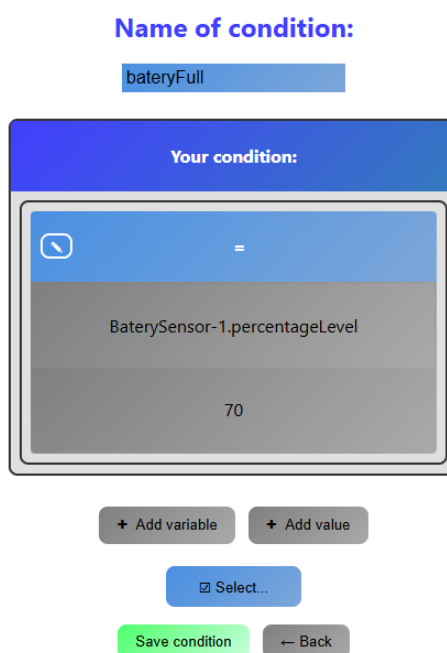 Name of condition:
bateryFull
Your condition:
=
BaterySensor-1.percentageLevel
70
+ Add variable + Add value
☑ Select...
Save condition ← Back